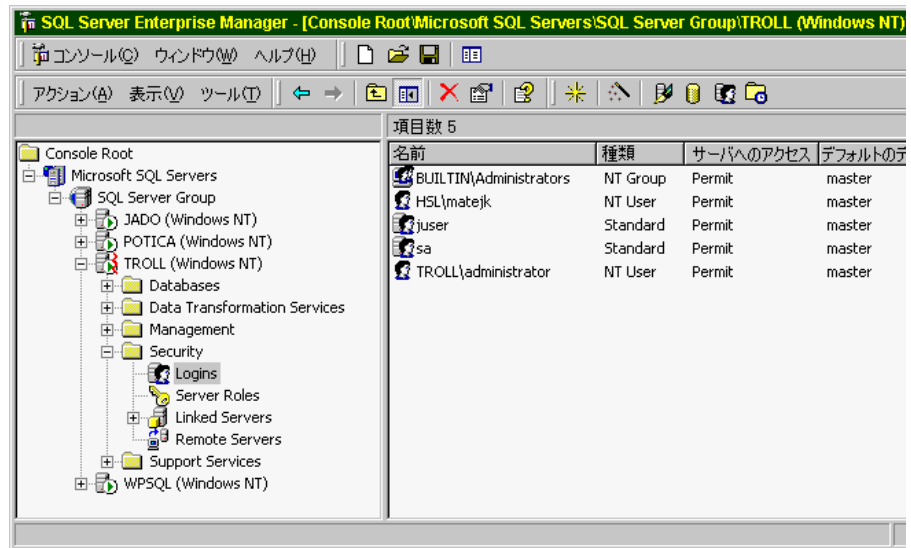 SQL Server Enterprise Manager - [Console Root\Microsoft SQL Servers\SQL Server Group\TROLL (Windows NT)
コンソール(C) ウィンドウ(W) ヘルプ(H)
アクション(A) 表示(V) ツール(T)
項目数 5
Console Root
Microsoft SQL Servers
SQL Server Group
JADO (Windows NT)
POTICA (Windows NT)
TROLL (Windows NT)
Databases
Data Transformation Services
Management
Security
Logins
Server Roles
Linked Servers
Remote Servers
Support Services
WPSQL (Windows NT)
名前 種類 サーバへのアクセス デフォルトのデ
BUILTIN\Administrators NT Group Permit master
HSL\matejk NT User Permit master
juser Standard Permit master
sa Standard Permit master
TROLL\administrator NT User Permit master